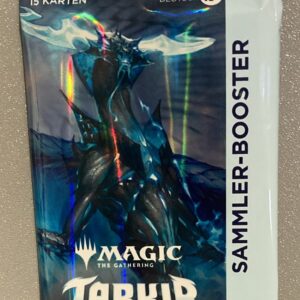 15 KARTEN
MAGIC
THE GATHERING
TARKIR
SAMMLER-BOOSTER